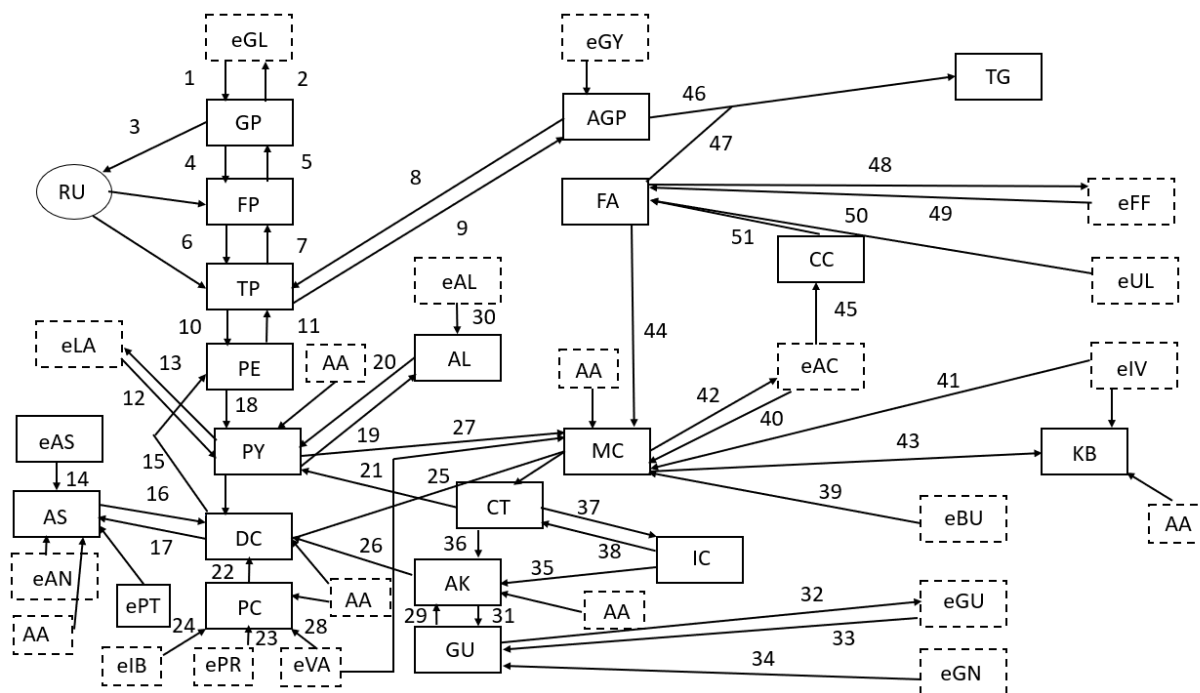 eGL
eGY
1
2
46
TG
GP
AGP
3
47
4
5
8
48
RU
FP
FA
eFF
50
49
9
51
6
7
CC
TP
eAL
eUL
45
10
11
30
44
eLA
13
PE
AA
20
AL
AA
eAC
eIV
42
41
12
18
40
eAS
19
27
PY
MC
43
KB
15
21
25
14
16
39
AS
CT
37
eBU
AA
17
DC
26
36
38
IC
22
35
eAN
ePT
AK
32
eGU
PC
AA
AA
29
31
33
AA
24
23
28
GU
34
eIB
ePR
eVA
eGN